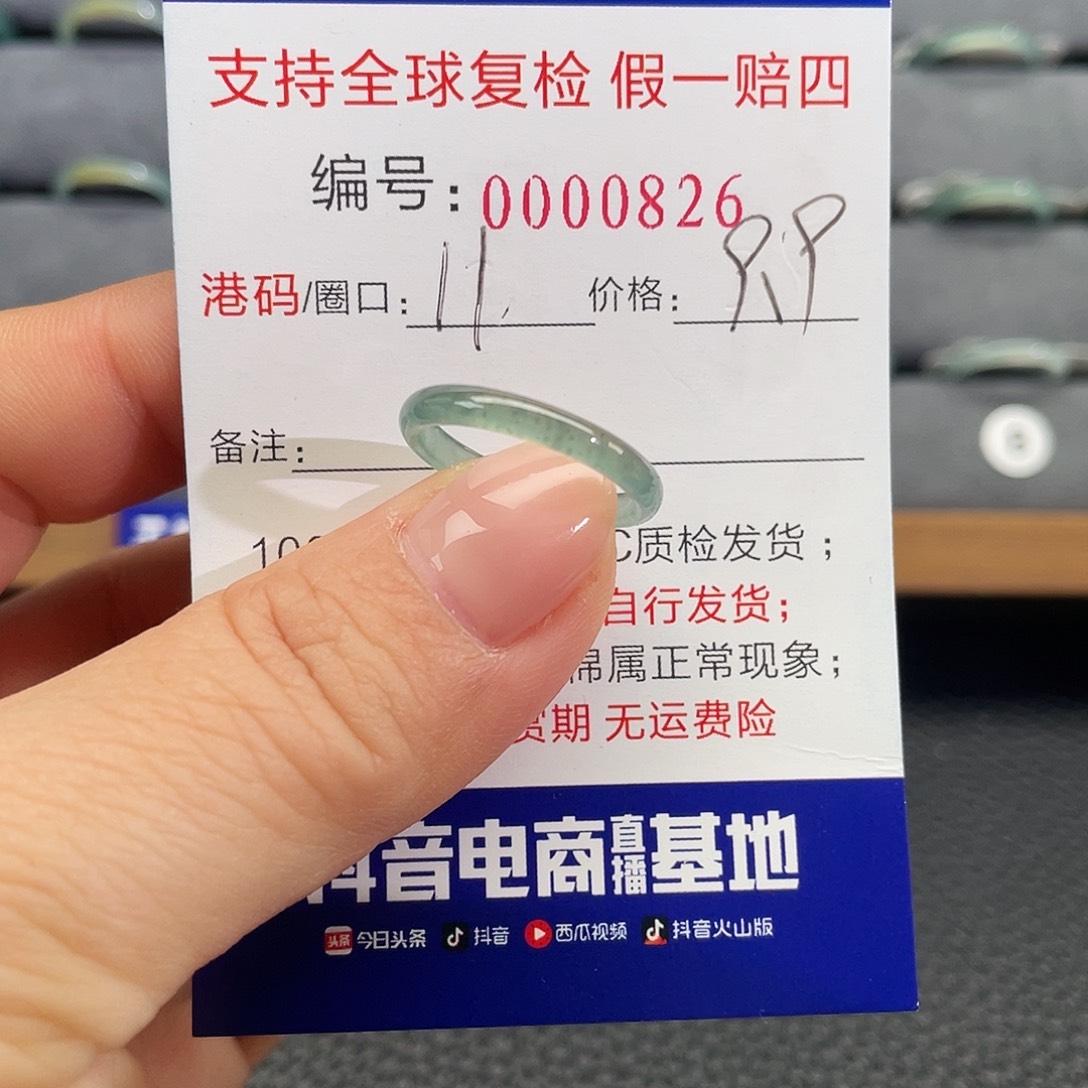 支持全球复检 假一赔四
编号:0000826
港码/圈口:11. 价格:
备注:
质检发货;
自行发货;
属正常现象;
期 无运费险
抖音电商直播基地
头条 今日头条 抖音 西瓜视频 抖音火山版